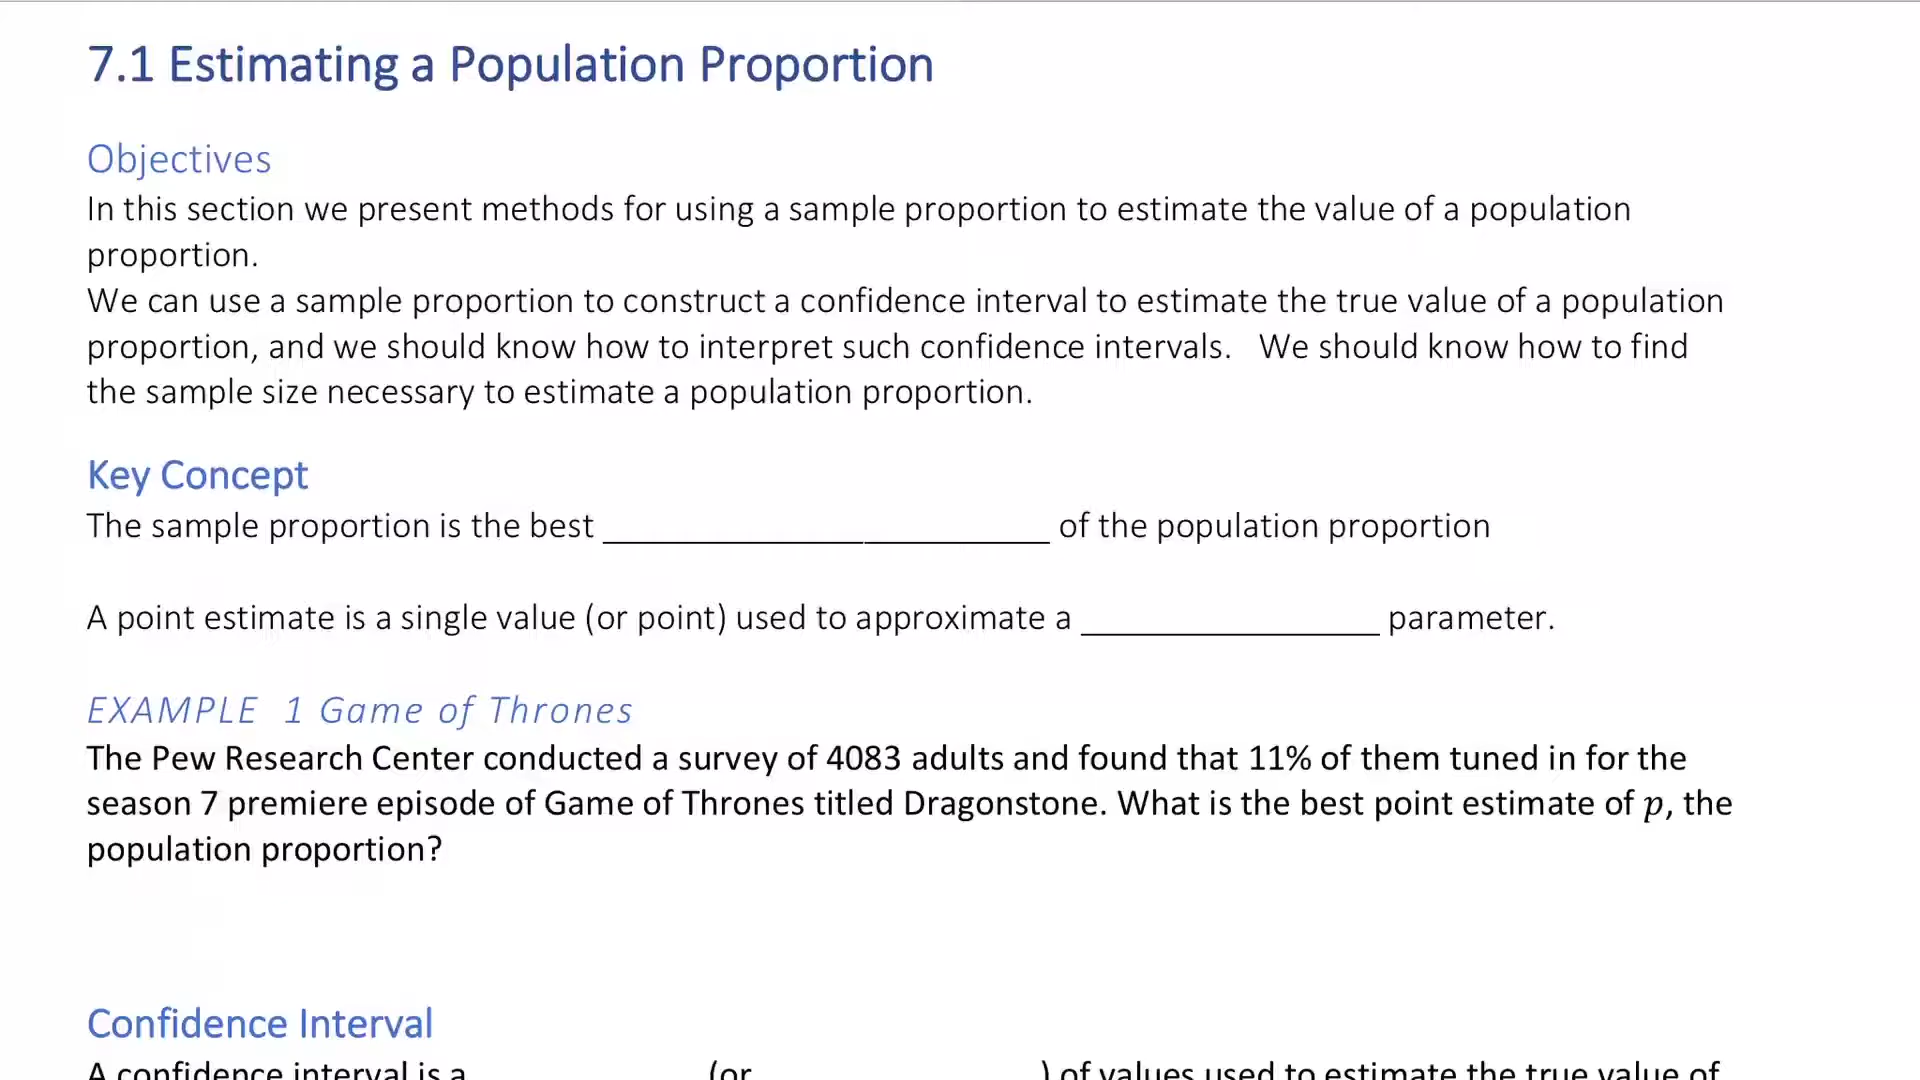 7.1 Estimating a Population Proportion
Objectives
In this section we present methods for using a sample proportion to estimate the value of a population
proportion.
We can use a sample proportion to construct a confidence interval to estimate the true value of a population
proportion, and we should know how to interpret such confidence intervals.   We should know how to find
the sample size necessary to estimate a population proportion.
Key Concept
The sample proportion is the best ________________________ of the population proportion
A point estimate is a single value (or point) used to approximate a ________________ parameter.
EXAMPLE 1 Game of Thrones
The Pew Research Center conducted a survey of 4083 adults and found that 11% of them tuned in for the
season 7 premiere episode of Game of Thrones titled Dragonstone. What is the best point estimate of p, the
population proportion?
Confidence Interval
A confidence interval is a ____________ (or ________________) of values used to estimate the true value of